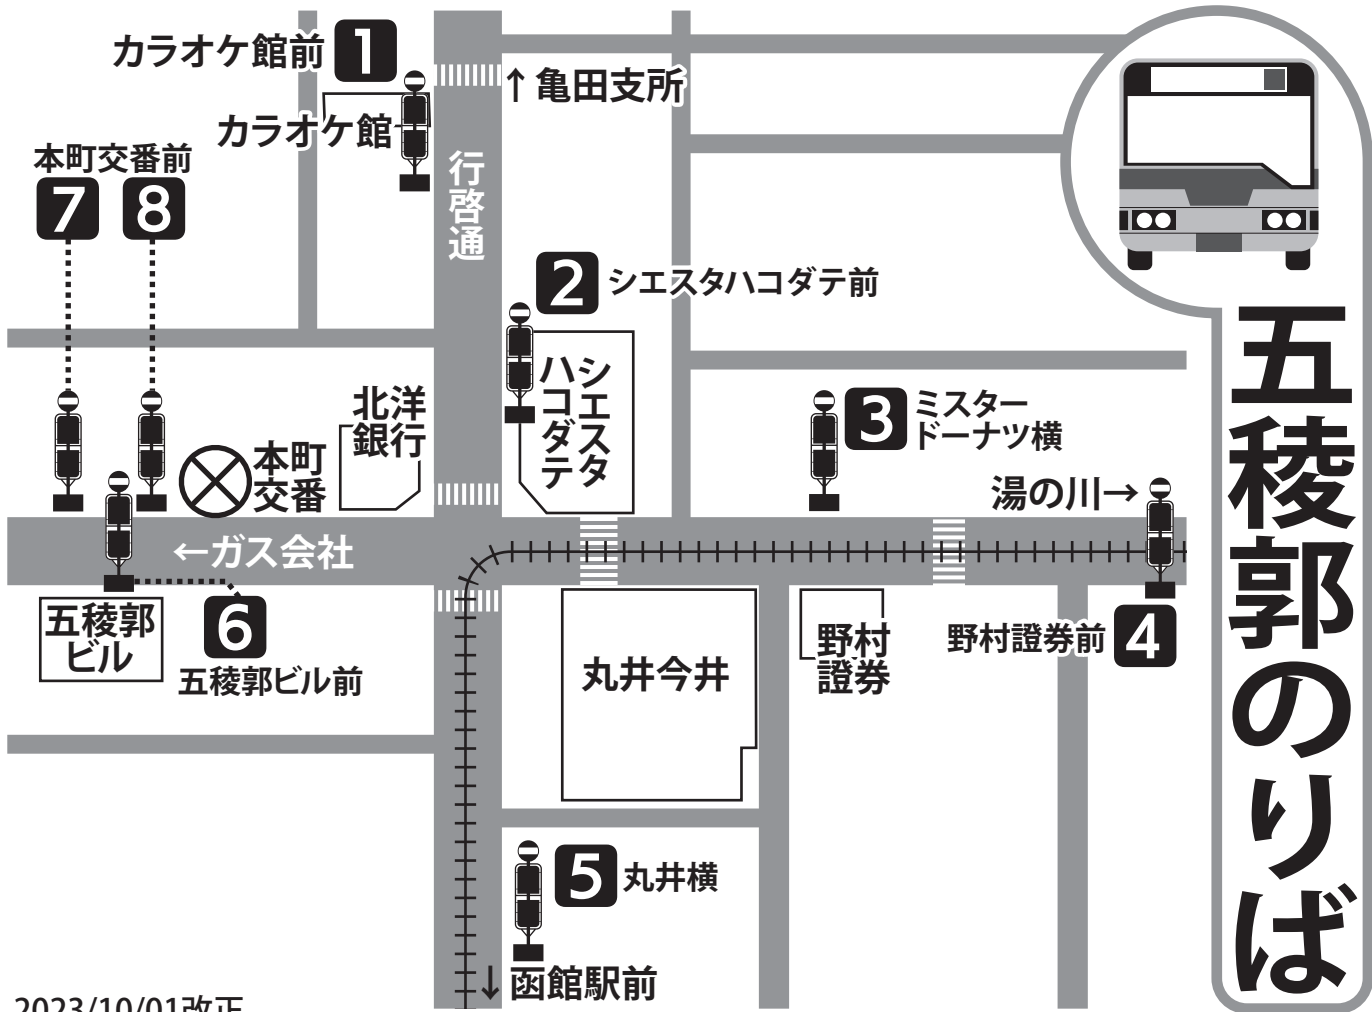 カラオケ館前 1
↑亀田支所
カラオケ館
本町交番前
7 8
行啓通
2 シエスタハコダテ前
シエスタ
ハコダテ
北洋
銀行
本町
交番
3 ミスター
ドーナツ横
湯の川→
←ガス会社
五稜郭
ビル
6
五稜郭ビル前
丸井今井
野村
證券
野村證券前 4
5 丸井横
↓函館駅前
五稜郭のりば
2023/10/01改正